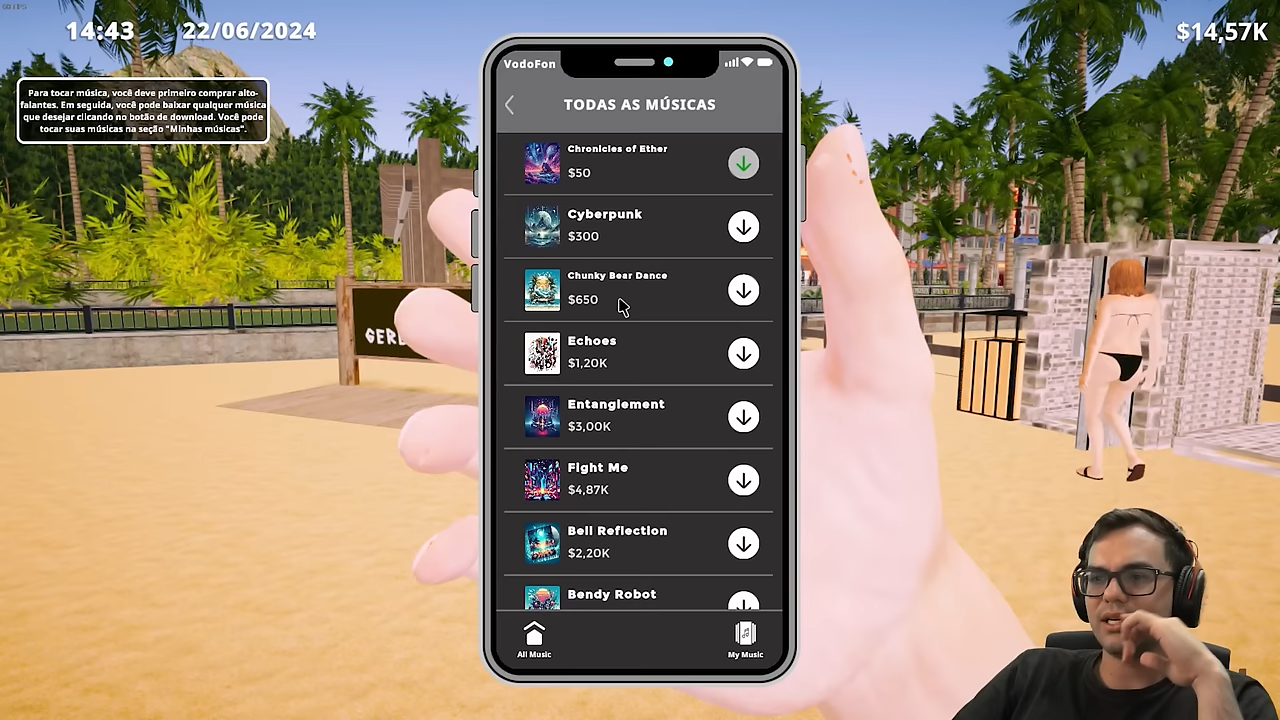 60 FPS
14:43
22/06/2024
$14,57K
Para tocar música, você deve primeiro comprar alto-
falantes. Em seguida, você pode baixar qualquer música
que desejar clicando no botão de download. Você pode
tocar suas músicas na seção "Minhas músicas".
VodoFon
TODAS AS MÚSICAS
Chronicles of Ether
$50
Cyberpunk
$300
Chunky Bear Dance
$650
Echoes
$1,20K
Entanglement
$3,00K
Fight Me
$4,87K
Bell Reflection
$2,20K
Bendy Robot
All Music
My Music